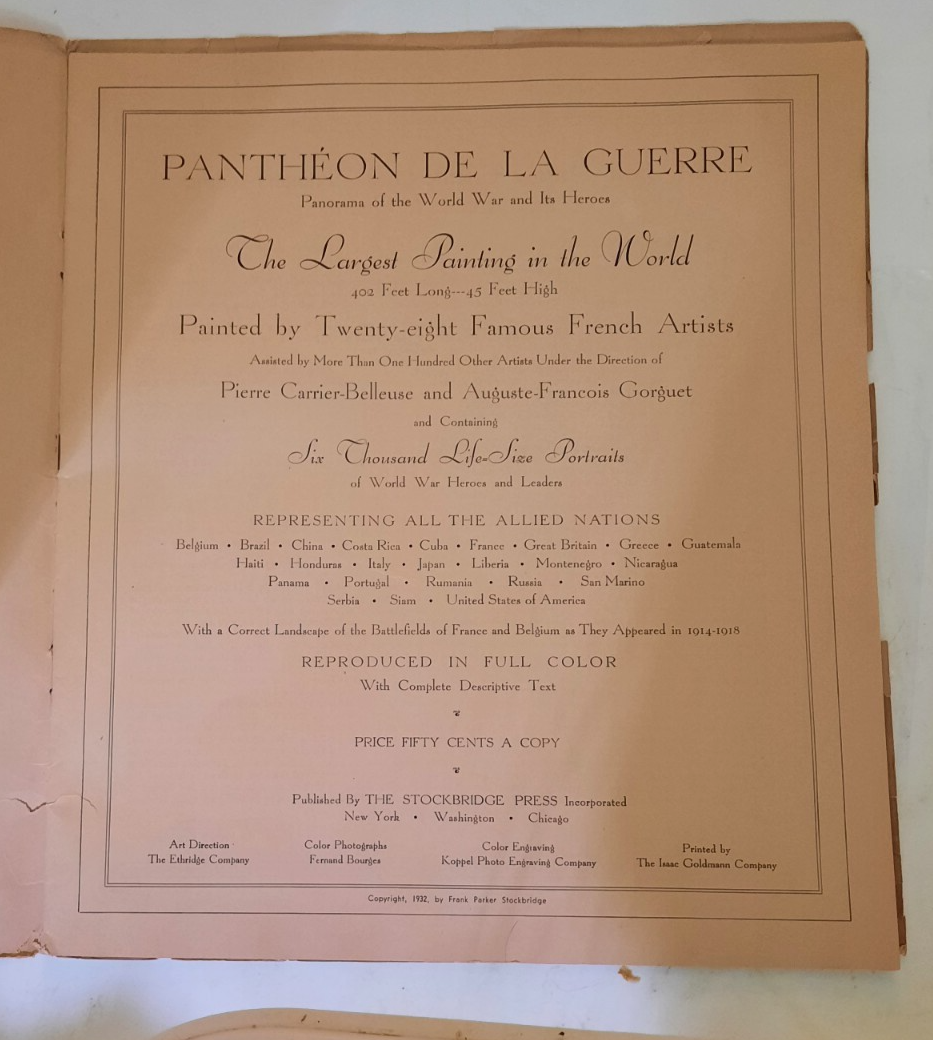 PANTHÉON DE LA GUERRE
Panorama of the World War and Its Heroes
The Largest Painting in the World
402 Feet Long---45 Feet High
Painted by Twenty-eight Famous French Artists
Assisted by More Than One Hundred Other Artists Under the Direction of
Pierre Carrier-Belleuse and Auguste-Francois Gorguet
and Containing
Six Thousand Life-Size Portraits
of World War Heroes and Leaders
REPRESENTING ALL THE ALLIED NATIONS
Belgium • Brazil • China • Costa Rica • Cuba • France • Great Britain • Greece • Guatemala
Haiti • Honduras • Italy • Japan • Liberia • Montenegro • Nicaragua
Panama • Portugal • Rumania • Russia • San Marino
Serbia • Siam • United States of America
With a Correct Landscape of the Battlefields of France and Belgium as They Appeared in 1914-1918
REPRODUCED IN FULL COLOR
With Complete Descriptive Text
PRICE FIFTY CENTS A COPY
Published By THE STOCKBRIDGE PRESS Incorporated
New York • Washington • Chicago
Art Direction
The Ethridge Company
Color Photographs
Fernand Bourges
Color Engraving
Koppel Photo Engraving Company
Printed by
The Isaac Goldmann Company
Copyright, 1932, by Frank Parker Stockbridge